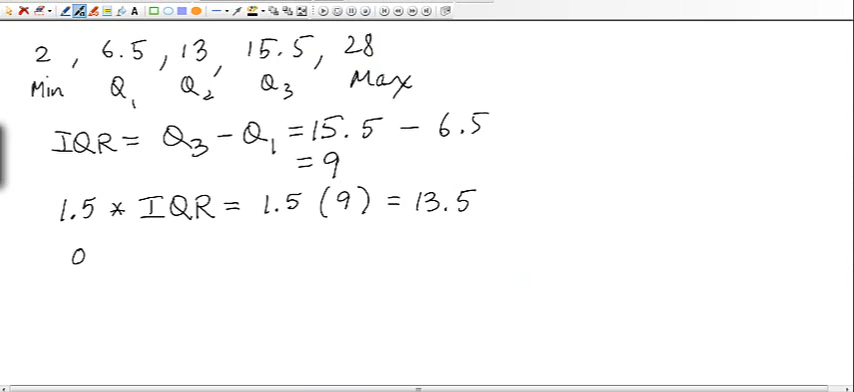 2 , 6.5 , 13 , 15.5 , 28
Min Q1 Q2 Q3 Max
IQR = Q3 - Q1 = 15.5 - 6.5
= 9
1.5 * IQR = 1.5 (9) = 13.5
0